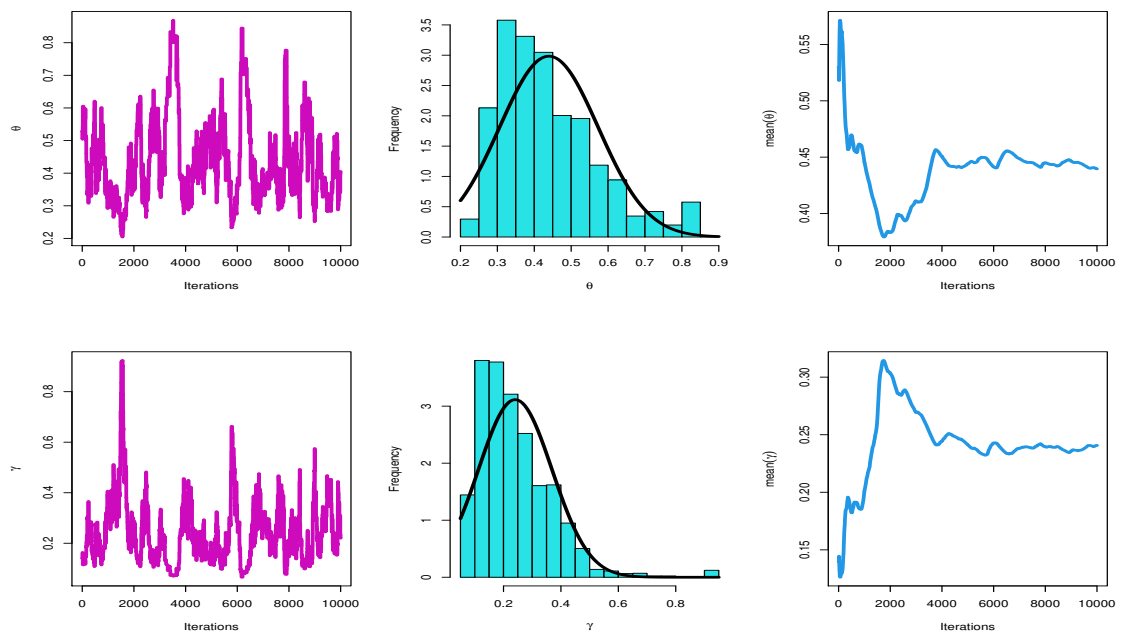 θ
0.2 0.3 0.4 0.5 0.6 0.7 0.8
0 2000 4000 6000 8000 10000
Iterations
Frequency
0.0 0.5 1.0 1.5 2.0 2.5 3.0 3.5
0.2 0.3 0.4 0.5 0.6 0.7 0.8 0.9
θ
mean(θ)
0.40 0.45 0.50 0.55
0 2000 4000 6000 8000 10000
Iterations
γ
0.2 0.4 0.6 0.8
0 2000 4000 6000 8000 10000
Iterations
Frequency
0 1 2 3
0.2 0.4 0.6 0.8
γ
mean(γ)
0.15 0.20 0.25 0.30
0 2000 4000 6000 8000 10000
Iterations